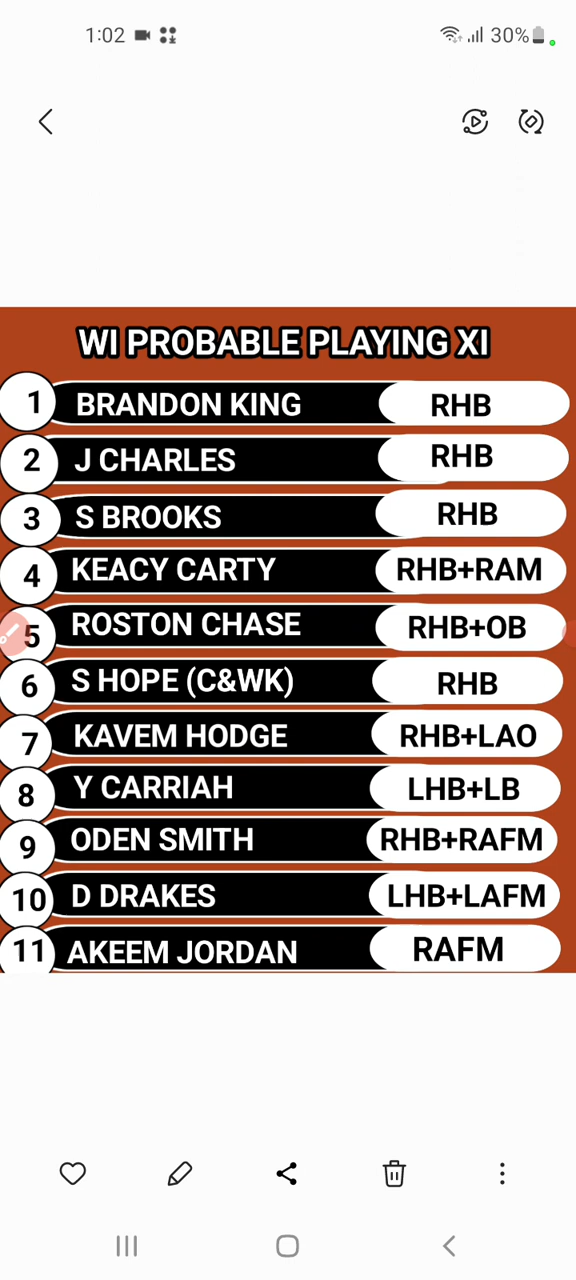 1:02 30%
WI PROBABLE PLAYING XI
1 BRANDON KING RHB
2 J CHARLES RHB
3 S BROOKS RHB
4 KEACY CARTY RHB+RAM
5 ROSTON CHASE RHB+OB
6 S HOPE (C&WK) RHB
7 KAVEM HODGE RHB+LAO
8 Y CARRIAH LHB+LB
9 ODEN SMITH RHB+RAFM
10 D DRAKES LHB+LAFM
11 AKEEM JORDAN RAFM